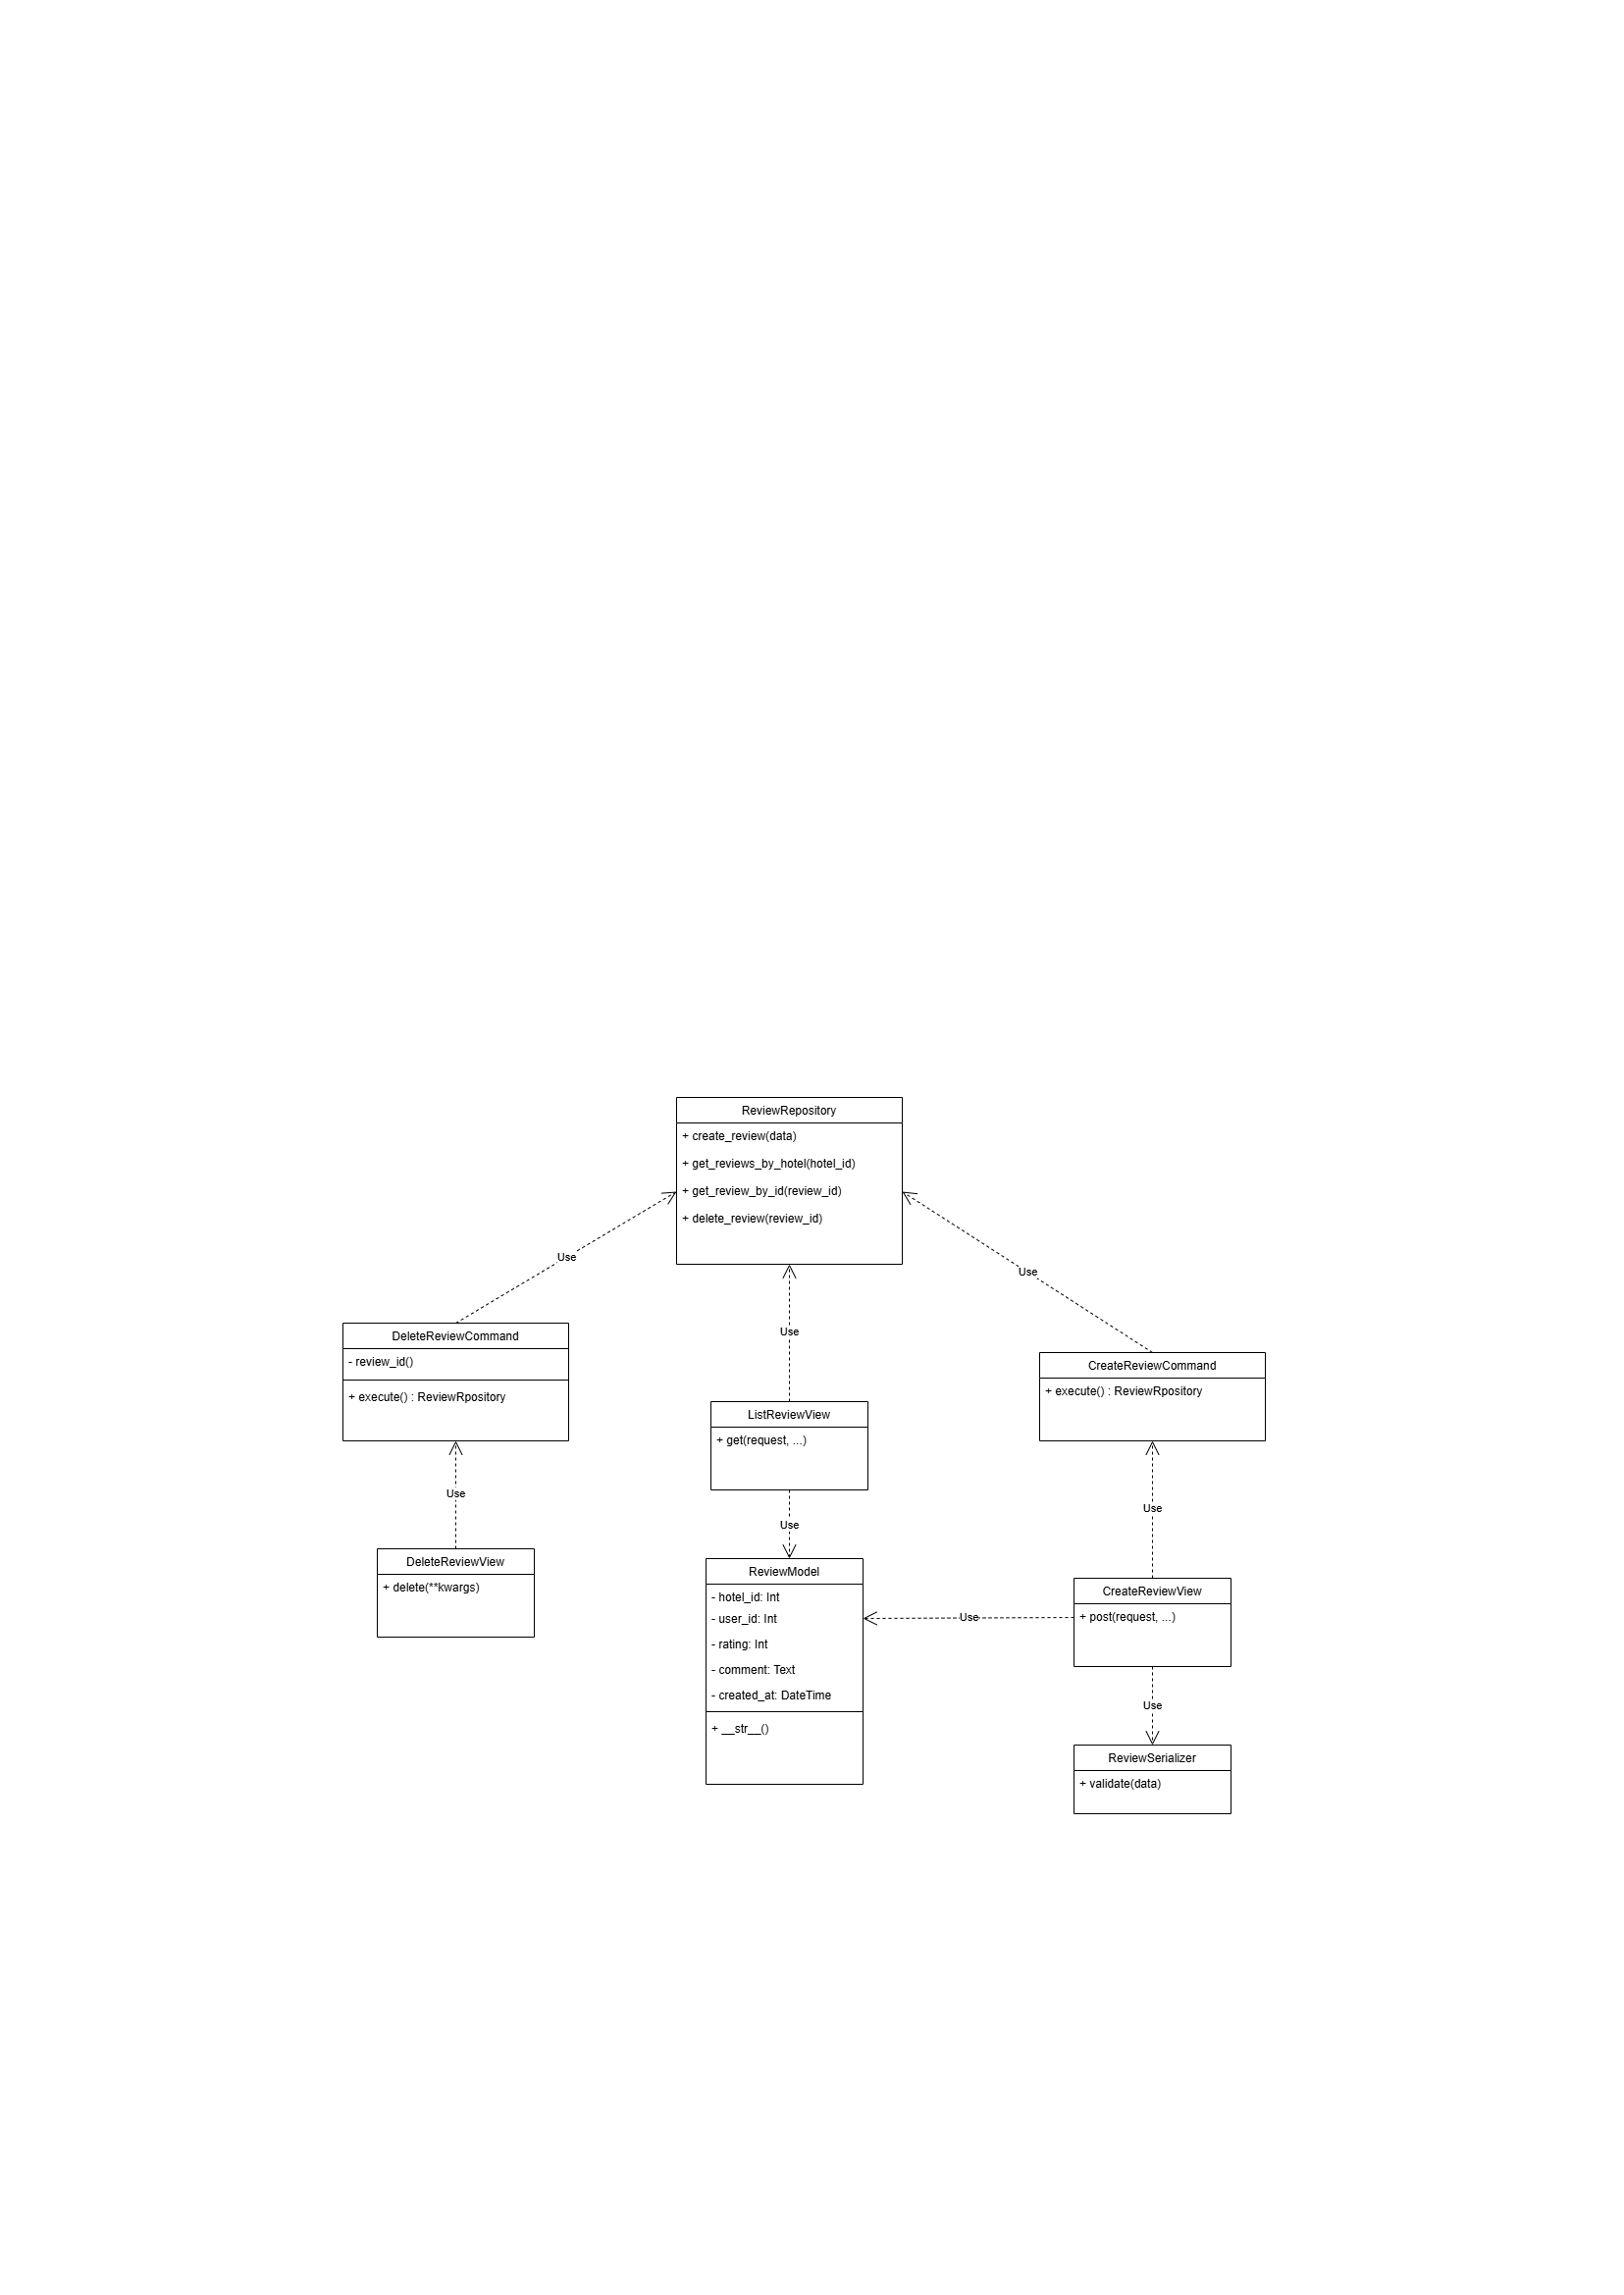 ReviewRepository
+ create_review(data)
+ get_reviews_by_hotel(hotel_id)
+ get_review_by_id(review_id)
+ delete_review(review_id)
Use
Use
Use
DeleteReviewCommand
- review_id()
+ execute() : ReviewRpository
CreateReviewCommand
+ execute() : ReviewRpository
ListReviewView
+ get(request, ...)
Use
Use
Use
DeleteReviewView
+ delete(**kwargs)
ReviewModel
- hotel_id: Int
- user_id: Int
- rating: Int
- comment: Text
- created_at: DateTime
+ __str__()
Use
CreateReviewView
+ post(request, ...)
Use
ReviewSerializer
+ validate(data)